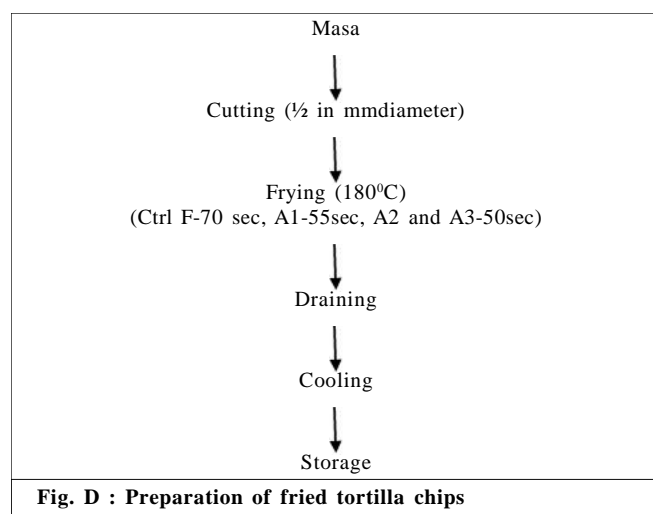 Masa
Cutting (½ in mmdiameter)
Frying (180⁰C)
(Ctrl F-70 sec, A1-55sec, A2 and A3-50sec)
Draining
Cooling
Storage
Fig. D : Preparation of fried tortilla chips